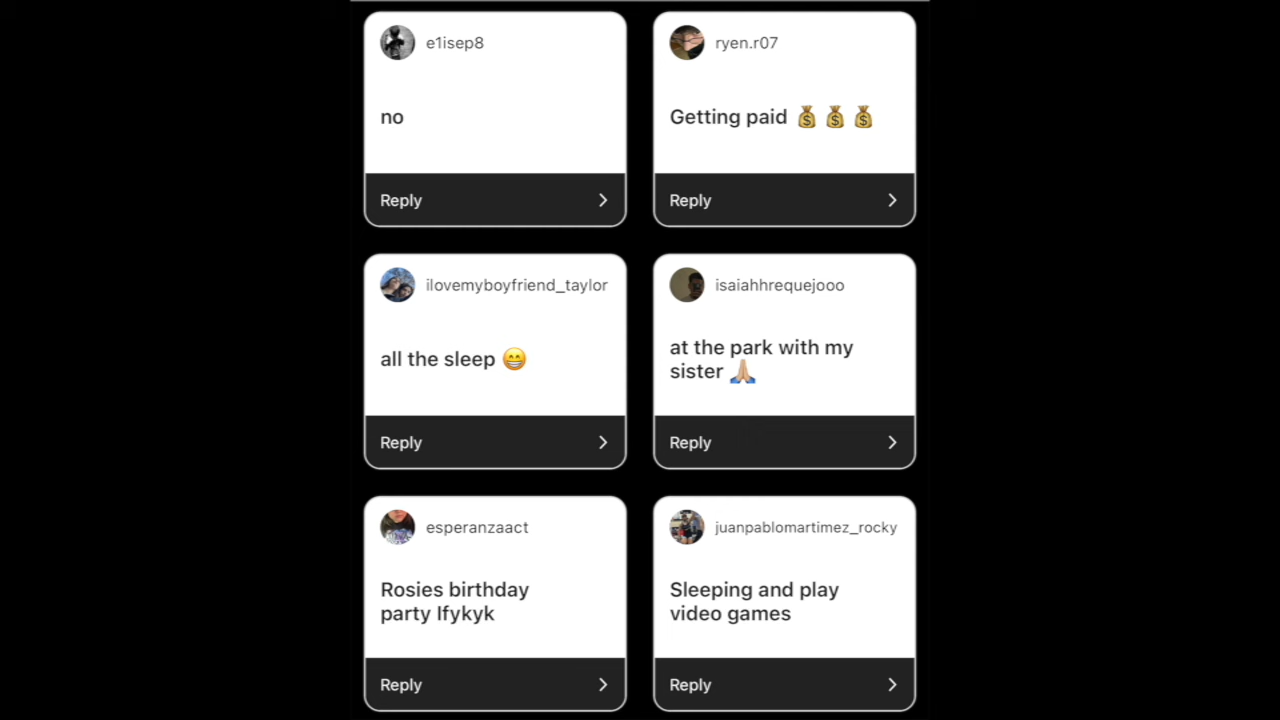 e1isep8
no
Reply
ryen.r07
Getting paid 💰💰💰
Reply
ilovemyboyfriend_taylor
all the sleep 😁
Reply
isaiahhrequejooo
at the park with my
sister 🙏🏼
Reply
esperanzaact
Rosies birthday
party lfykyk
Reply
juanpablomartimez_rocky
Sleeping and play
video games
Reply